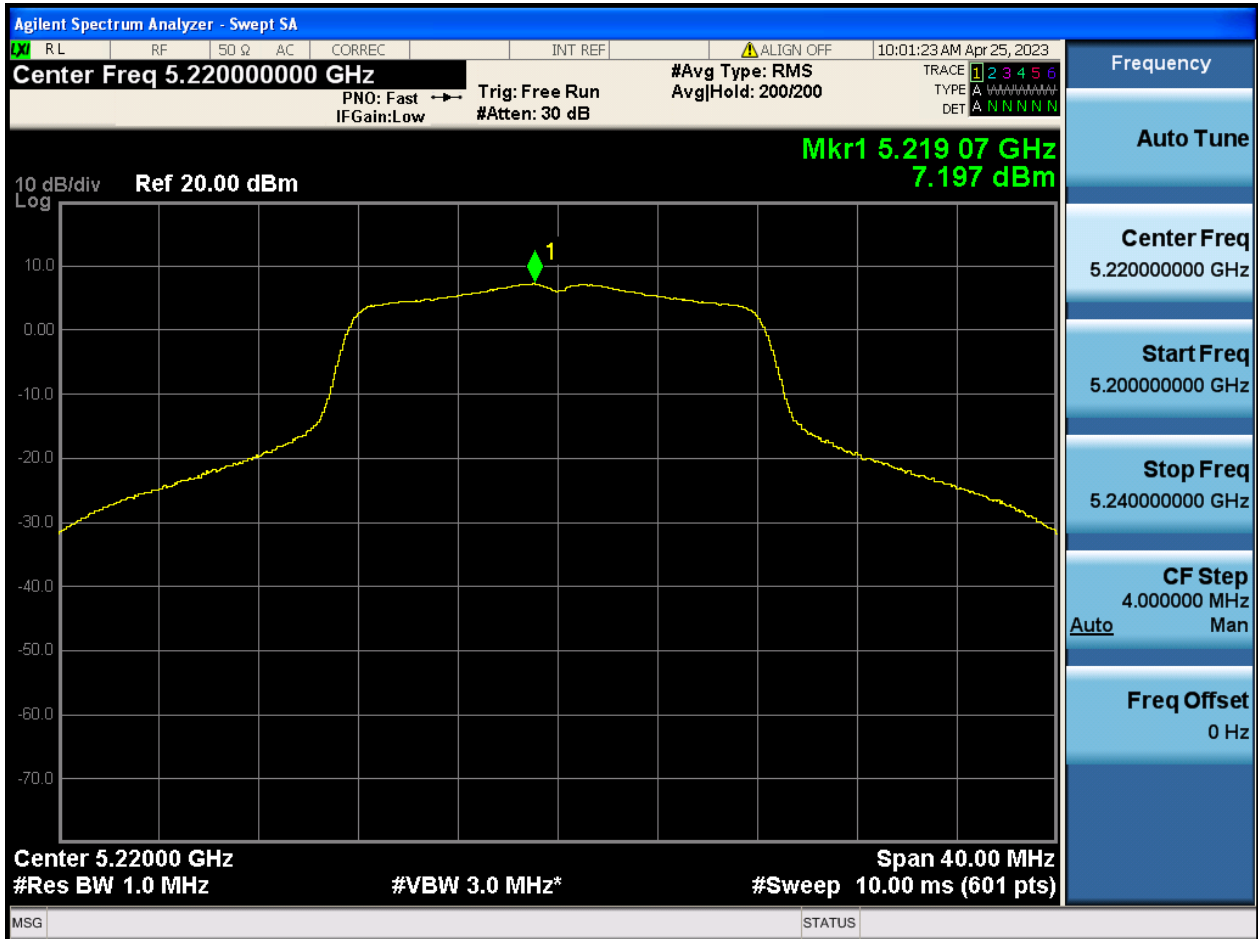 Agilent Spectrum Analyzer - Swept SA
LXI RL RF 50 Ω AC CORREC INT REF ALIGN OFF 10:01:23 AM Apr 25, 2023
Center Freq 5.220000000 GHz
PNO: Fast
IFGain:Low
Trig: Free Run
#Atten: 30 dB
#Avg Type: RMS
Avg|Hold: 200/200
TRACE 1 2 3 4 5 6
TYPE A WWWWW
DET A N N N N N
Mkr1 5.219 07 GHz
7.197 dBm
10 dB/div Ref 20.00 dBm
Log
1
10.0
0.00
-10.0
-20.0
-30.0
-40.0
-50.0
-60.0
-70.0
Center 5.22000 GHz Span 40.00 MHz
#Res BW 1.0 MHz #VBW 3.0 MHz* #Sweep 10.00 ms (601 pts)
MSG STATUS
Frequency
Auto Tune
Center Freq
5.220000000 GHz
Start Freq
5.200000000 GHz
Stop Freq
5.240000000 GHz
CF Step
4.000000 MHz
Auto Man
Freq Offset
0 Hz